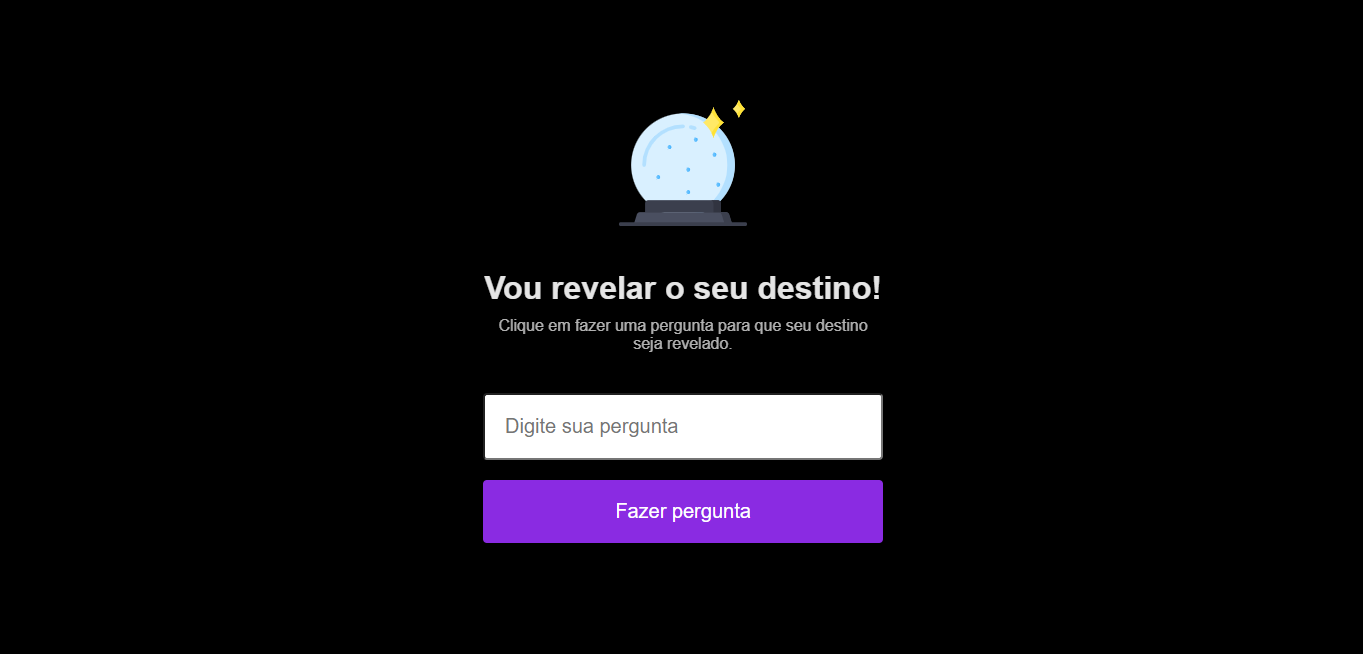 Vou revelar o seu destino!
Clique em fazer uma pergunta para que seu destino
seja revelado.
Digite sua pergunta
Fazer pergunta